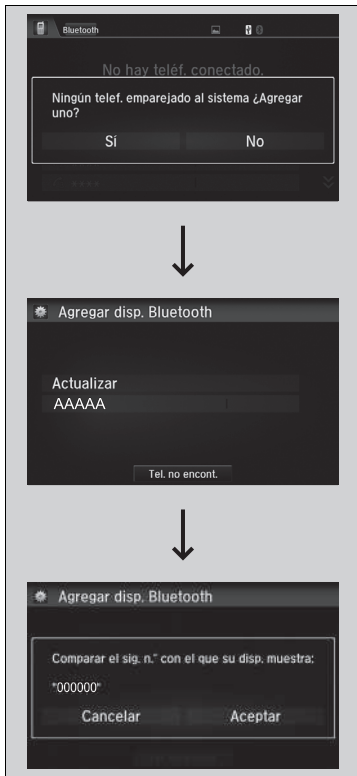 Bluetooth
No hay teléf. conectado.
Ningún telef. emparejado al sistema ¿Agregar
uno?
Sí No
Agregar disp. Bluetooth
Actualizar
AAAAA
Tel. no encont.
Agregar disp. Bluetooth
Comparar el sig. n.° con el que su disp. muestra:
"000000"
Cancelar Aceptar